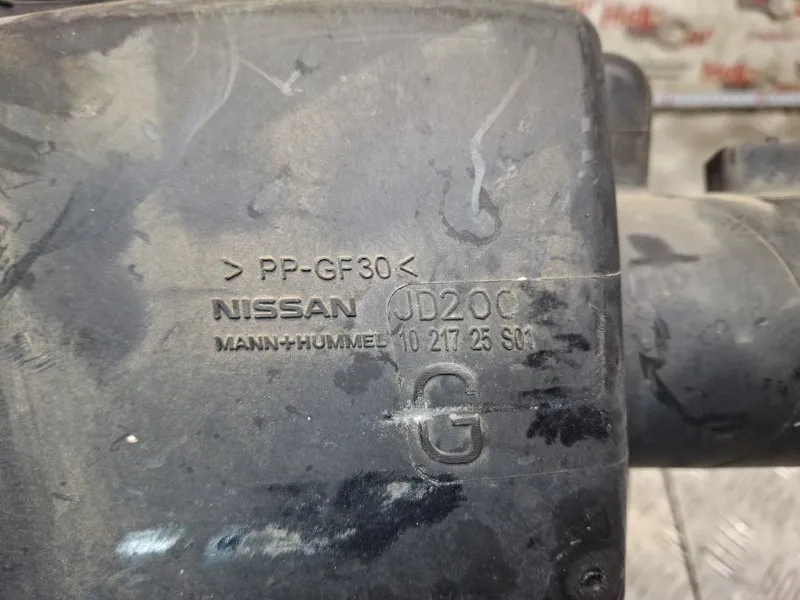 > PP-GF30 <
NISSAN JD200
MANN+HUMMEL 10 217 25 S01
G